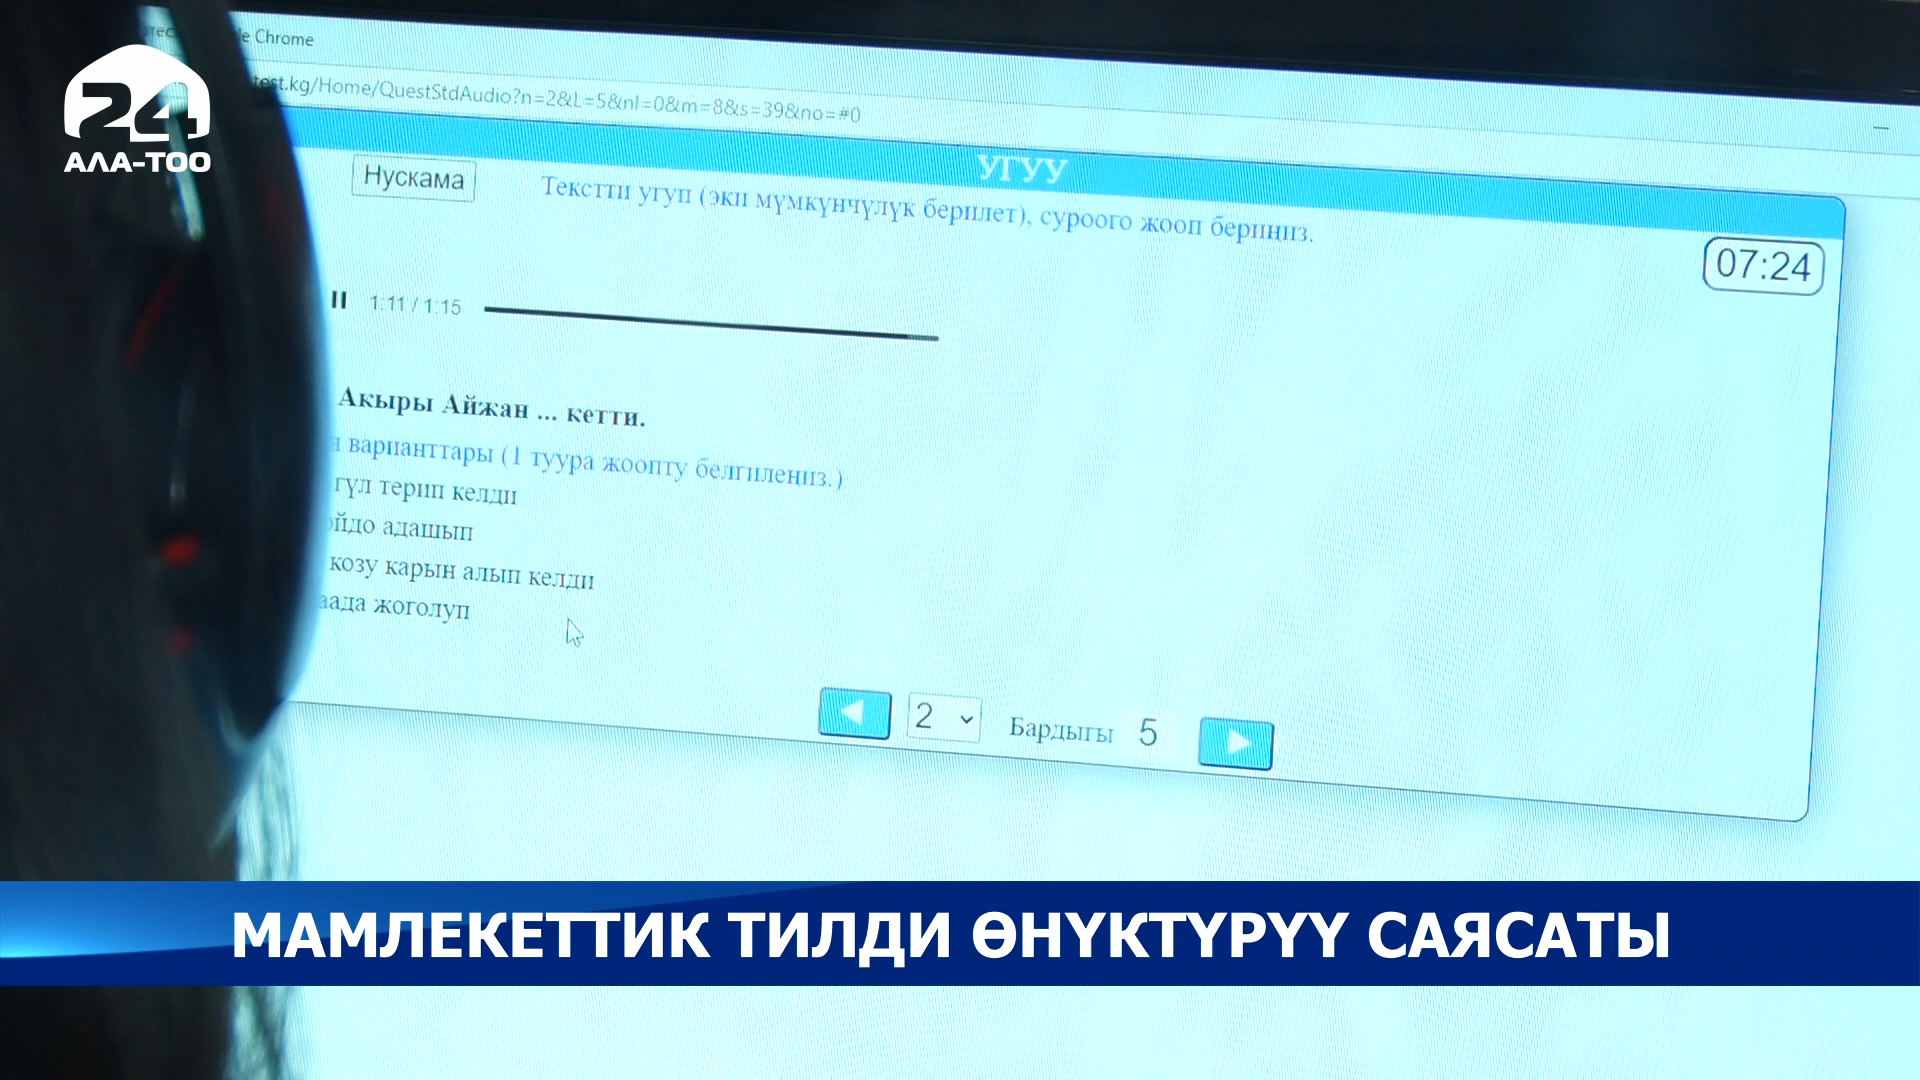 24
АЛА-ТОО
Chrome
test.kg/Home/QuestStdAudio?n=2&L=5&nl=0&m=8&s=39&no=#0
УГУУ
Нускама
Текстти угуп (эки мүмкүнчүлүк берилет), суроого жооп бериңиз.
07:24
1:11 / 1:15
Акыры Айжан ... кетти.
варианттары (1 туура жоопту белгилеңиз.)
гүл терип келди
адашып
козу карын алып келди
жоголуп
2
Бардыгы 5
МАМЛЕКЕТТИК ТИЛДИ ӨНҮКТҮРҮҮ САЯСАТЫ